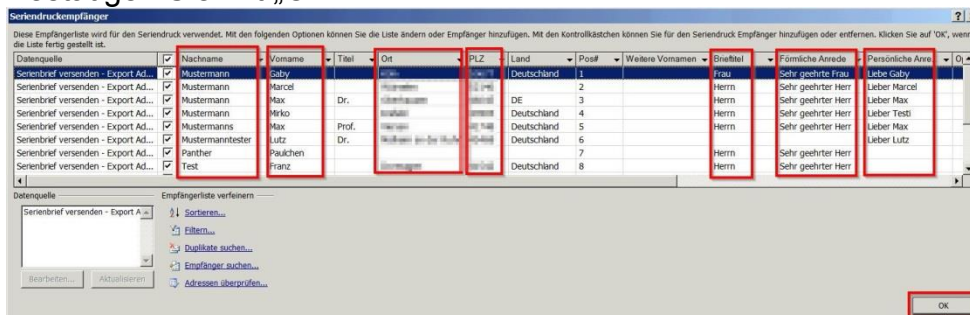 Seriendruckempfänger
Diese Empfängerliste wird für den Seriendruck verwendet. Mit den folgenden Optionen können Sie die Liste ändern oder Empfänger hinzufügen. Mit den Kontrollkästchen können Sie für den Seriendruck Empfänger hinzufügen oder entfernen. Klicken Sie auf 'OK', wenn
die Liste fertig gestellt ist.
Datenquelle Nachname Vorname Titel Ort PLZ Land Pos# Weitere Vornamen Brieftitel Förmliche Anrede Persönliche Anre...
Serienbrief versenden - Export Ad... Mustermann Gaby Deutschland 1 Frau Sehr geehrte Frau Liebe Gaby
Serienbrief versenden - Export Ad... Mustermann Marcel 2 Herrn Sehr geehrter Herr Lieber Marcel
Serienbrief versenden - Export Ad... Mustermann Max Dr. DE 3 Herrn Sehr geehrter Herr Lieber Max
Serienbrief versenden - Export Ad... Mustermann Mirko Deutschland 4 Herrn Sehr geehrter Herr Lieber Testi
Serienbrief versenden - Export Ad... Mustermanns Max Prof. Deutschland 5 Herrn Sehr geehrter Herr Lieber Max
Serienbrief versenden - Export Ad... Mustermanntester Lutz Dr. Deutschland 6 Lieber Lutz
Serienbrief versenden - Export Ad... Panther Paulchen 7 Herrn Sehr geehrter Herr
Serienbrief versenden - Export Ad... Test Franz Deutschland 8 Herrn Sehr geehrter Herr
Datenquelle Empfängerliste verfeinern
Serienbrief versenden - Export A
Sortieren...
Filtern...
Duplikate suchen...
Empfänger suchen...
Adressen überprüfen...
Bearbeiten... Aktualisieren
OK